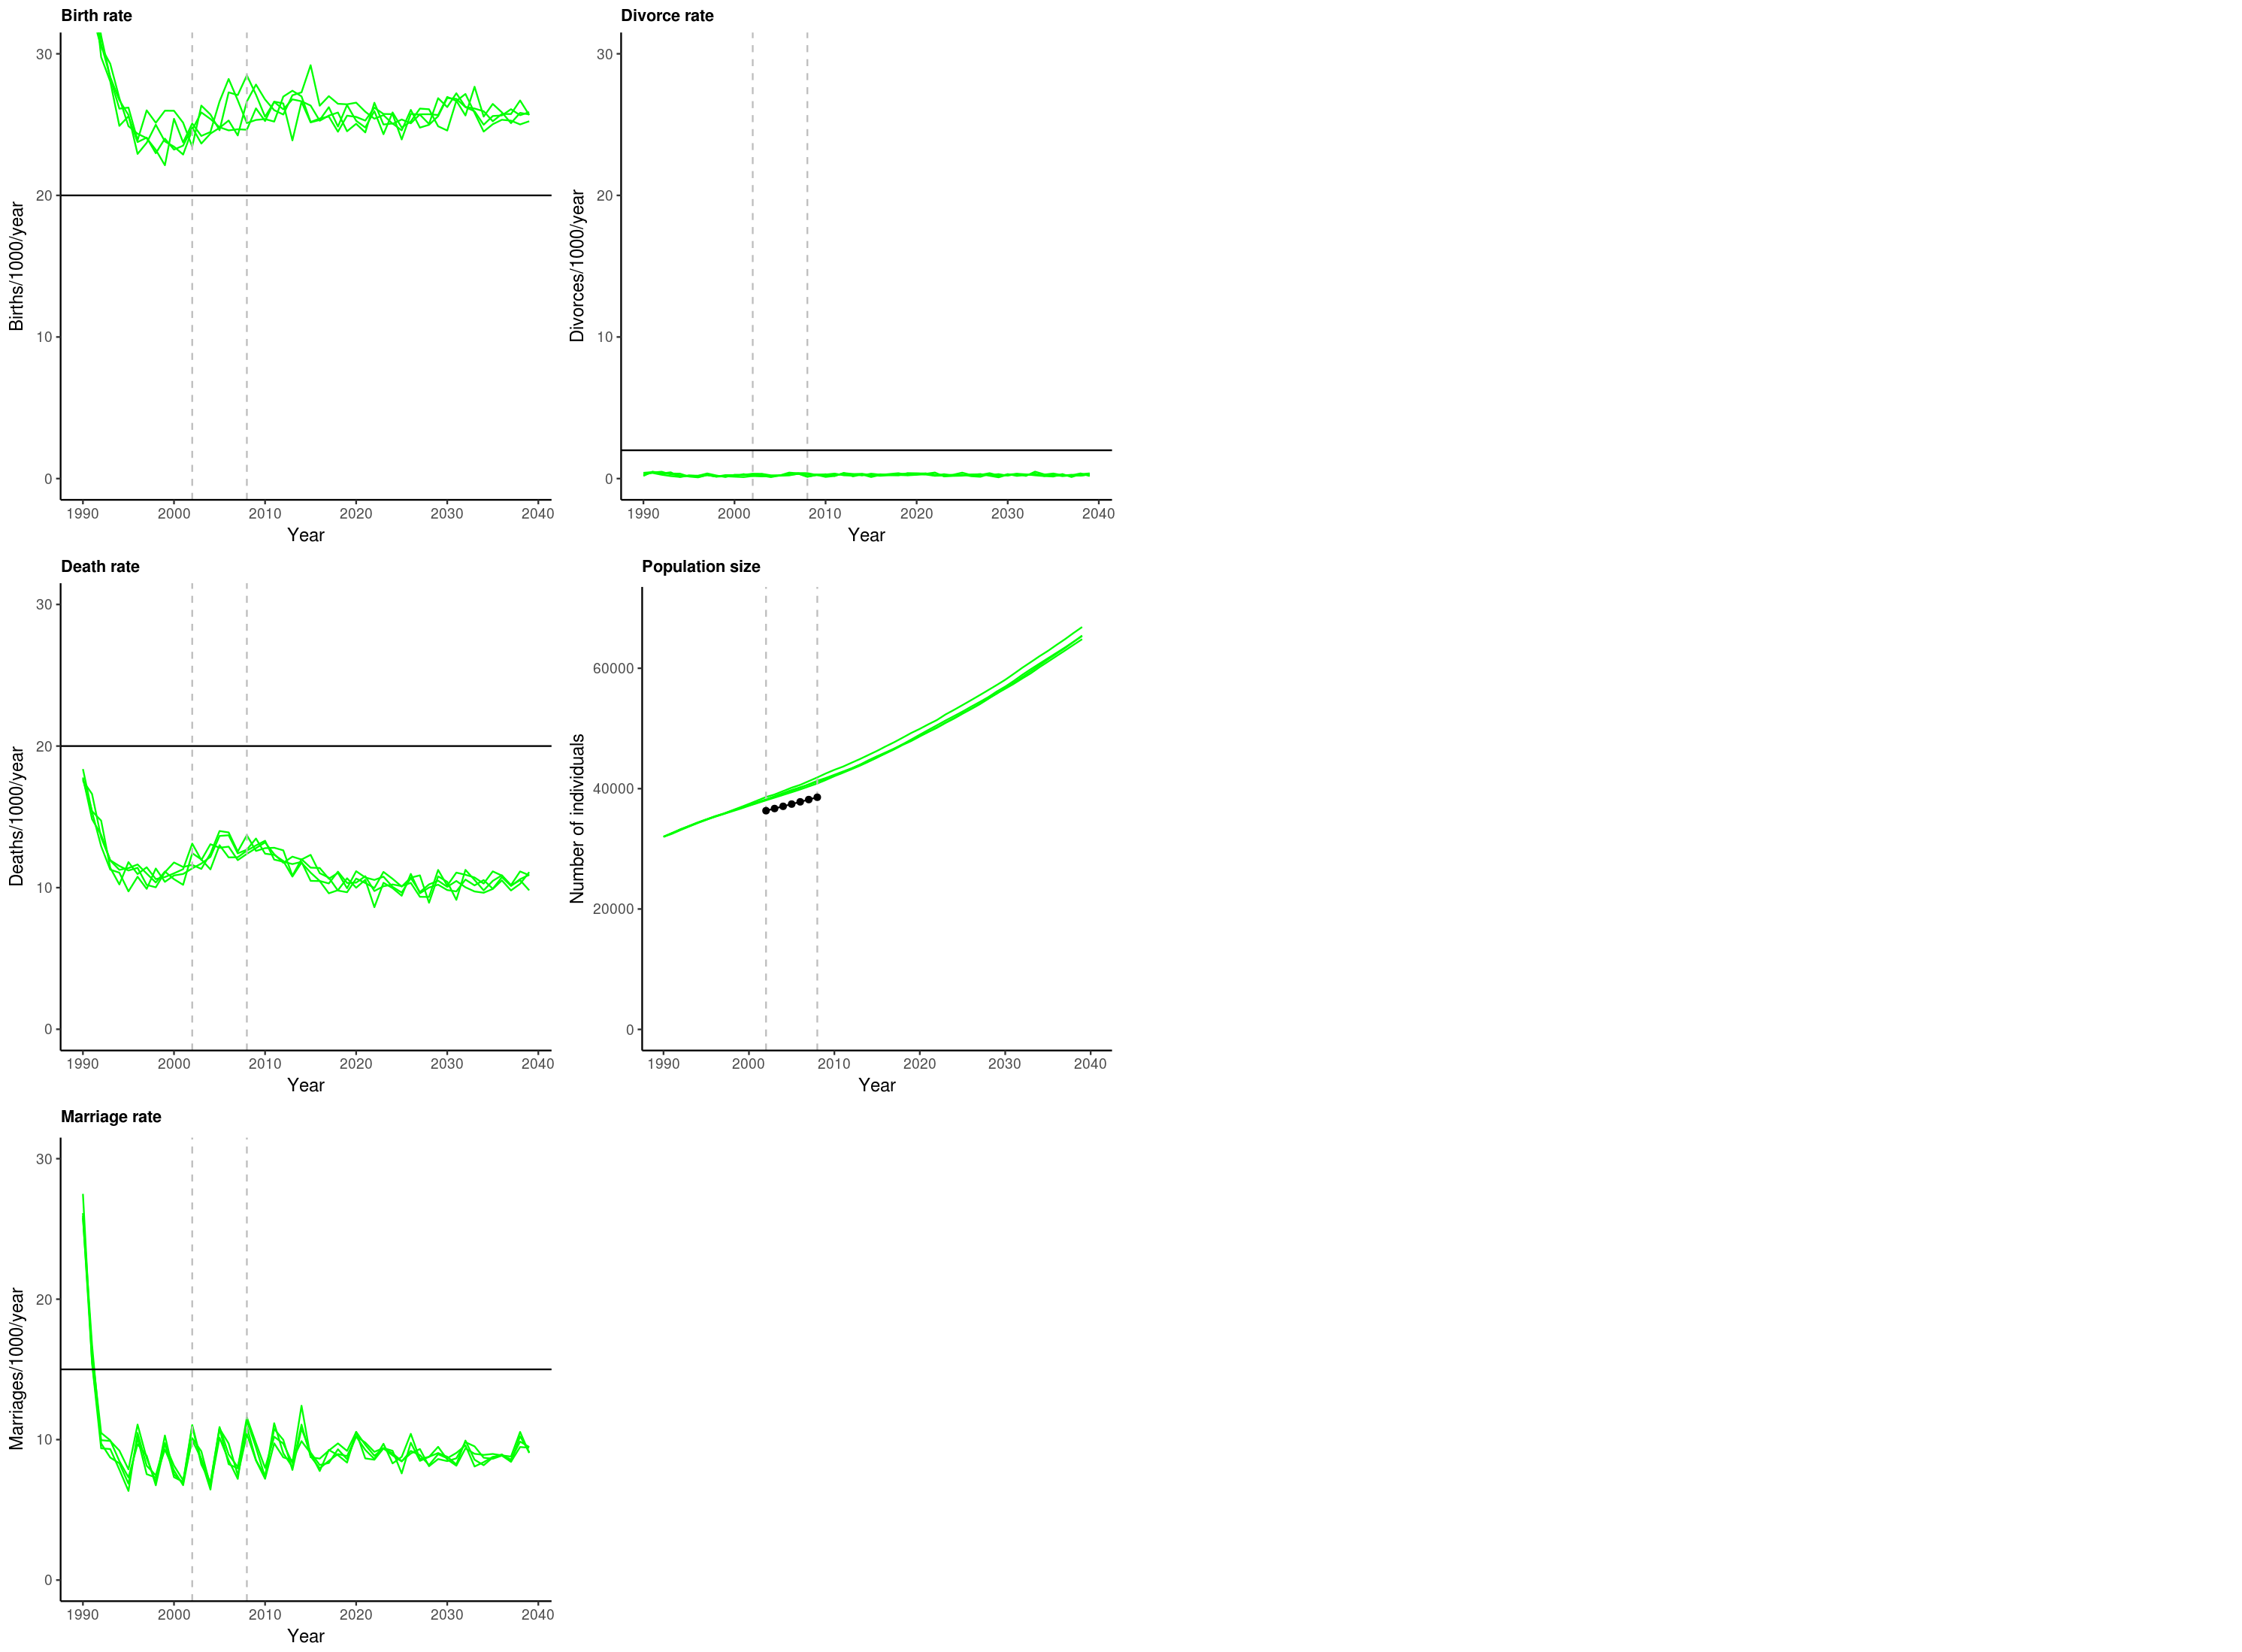 Birth rate
30
20
10
0
Births/1000/year
1990 2000 2010 2020 2030 2040
Year
Divorce rate
30
20
10
0
Divorces/1000/year
1990 2000 2010 2020 2030 2040
Year
Death rate
30
20
10
0
Deaths/1000/year
1990 2000 2010 2020 2030 2040
Year
Population size
60000
40000
20000
0
Number of individuals
1990 2000 2010 2020 2030 2040
Year
Marriage rate
30
20
10
0
Marriages/1000/year
1990 2000 2010 2020 2030 2040
Year